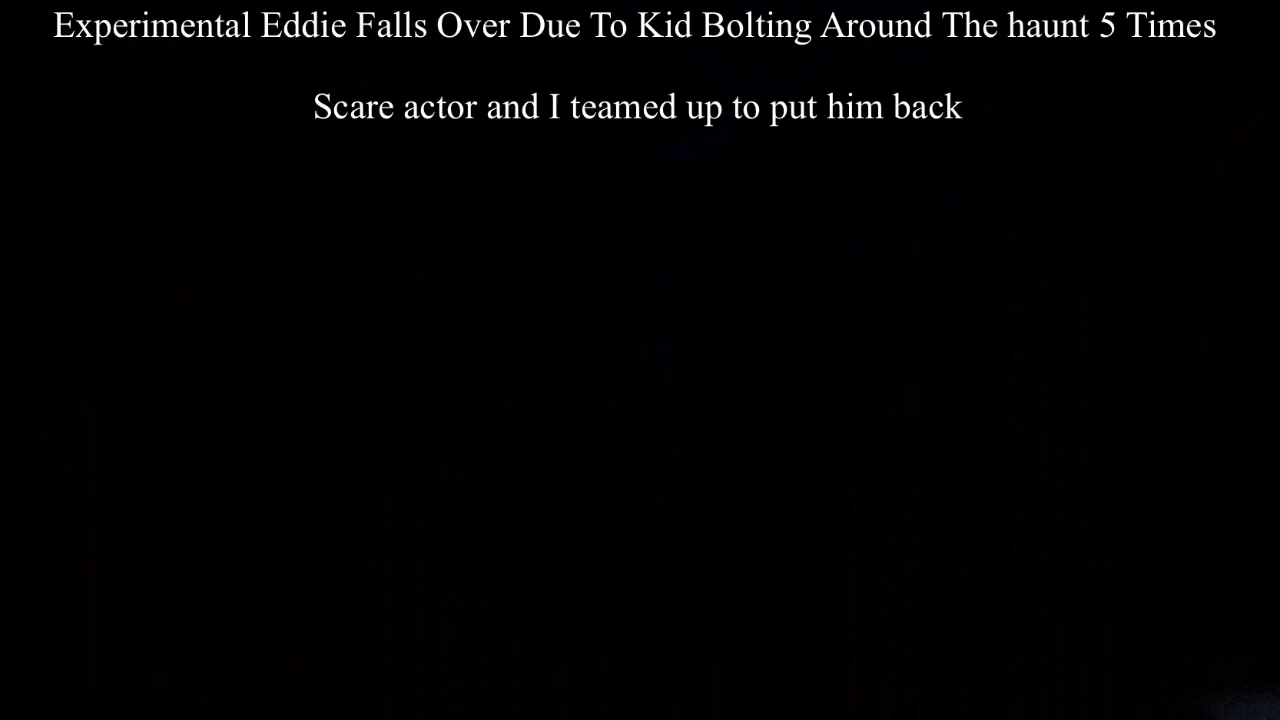 Experimental Eddie Falls Over Due To Kid Bolting Around The haunt 5 Times
Scare actor and I teamed up to put him back